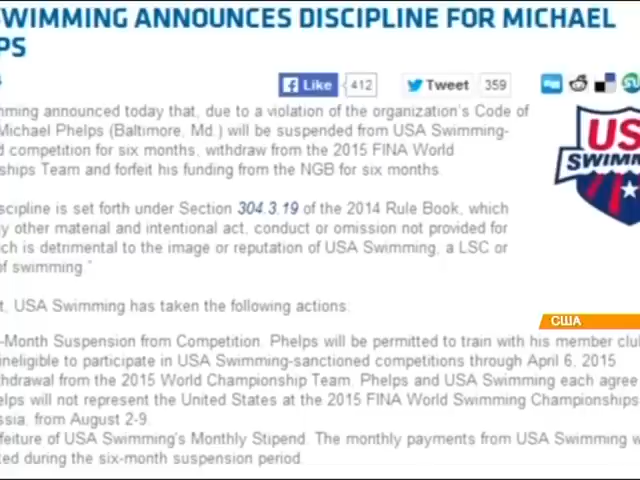 SWIMMING ANNOUNCES DISCIPLINE FOR MICHAEL
PS
Like 412 Tweet 359
mming announced today that, due to a violation of the organization's Code of
Michael Phelps (Baltimore, Md.) will be suspended from USA Swimming-
d competition for six months, withdraw from the 2015 FINA World
ships Team and forfeit his funding from the NGB for six months.
US
SWIMM
scipline is set forth under Section 304.3.19 of the 2014 Rule Book, which
y other material and intentional act, conduct or omission not provided for
ich is detrimental to the image or reputation of USA Swimming, a LSC or
of swimming."
t, USA Swimming has taken the following actions:
США
-Month Suspension from Competition. Phelps will be permitted to train with his member clu
ineligible to participate in USA Swimming-sanctioned competitions through April 6, 2015
thdrawal from the 2015 World Championship Team. Phelps and USA Swimming each agree
elps will not represent the United States at the 2015 FINA World Swimming Championships
ssia, from August 2-9.
feiture of USA Swimming's Monthly Stipend. The monthly payments from USA Swimming w
ted during the six-month suspension period.